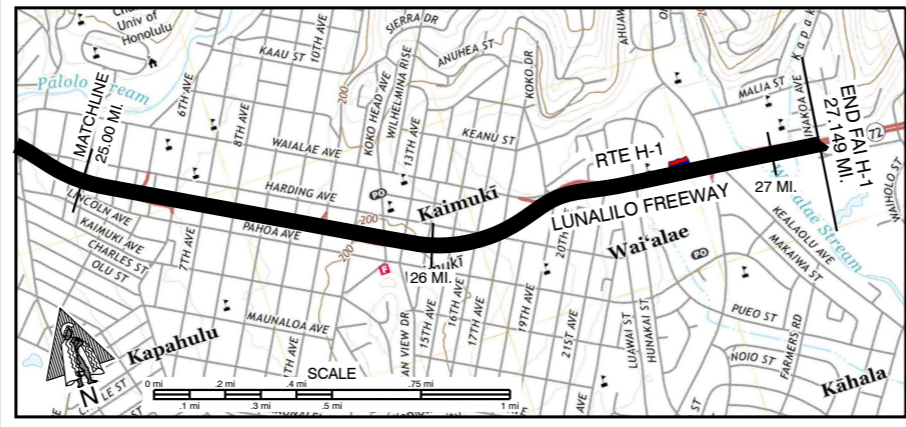 Univ of
Honolulu
Pālolo Stream
MATCHLINE
25.00 MI.
6TH AVE
8TH AVE
KAAU ST
10TH AVE
SIERRA DR
ANUHEA ST
KOKO HEAD AVE
WILHELMINA RISE
13TH AVE
KOKO DR
KEANU ST
WAIALAE AVE
HARDING AVE
200
200
200
200
MALIA ST
END FAI H-1
27.149 MI.
72
WAIHOLO ST
RTE H-1
LUNALILO FREEWAY
27 MI.
Waialae Stream
KEALAOLU AVE
MAKAIWA ST
LINCOLN AVE
KAIMUKI AVE
CHARLES ST
OLU ST
7TH AVE
PAHOA AVE
PO
Kaimukī
26 MI.
F
Wai'alae
PO
20TH
15TH AVE
16TH AVE
17TH AVE
19TH AVE
21ST AVE
LUAWAI ST
HUNAKAI ST
PUEO ST
NOIO ST
FARMERS RD
Kāhala
MAUNALOA AVE
Kapahulu
N
SCALE
0 mi .2 mi .4 mi .75 mi
.1 mi .3 mi .5 mi 1 mi